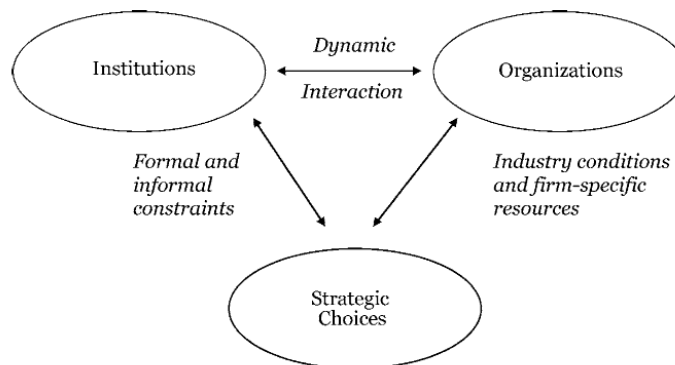 Dynamic
Institutions
Organizations
Interaction
Formal and
informal
constraints
Industry conditions
and firm-specific
resources
Strategic
Choices